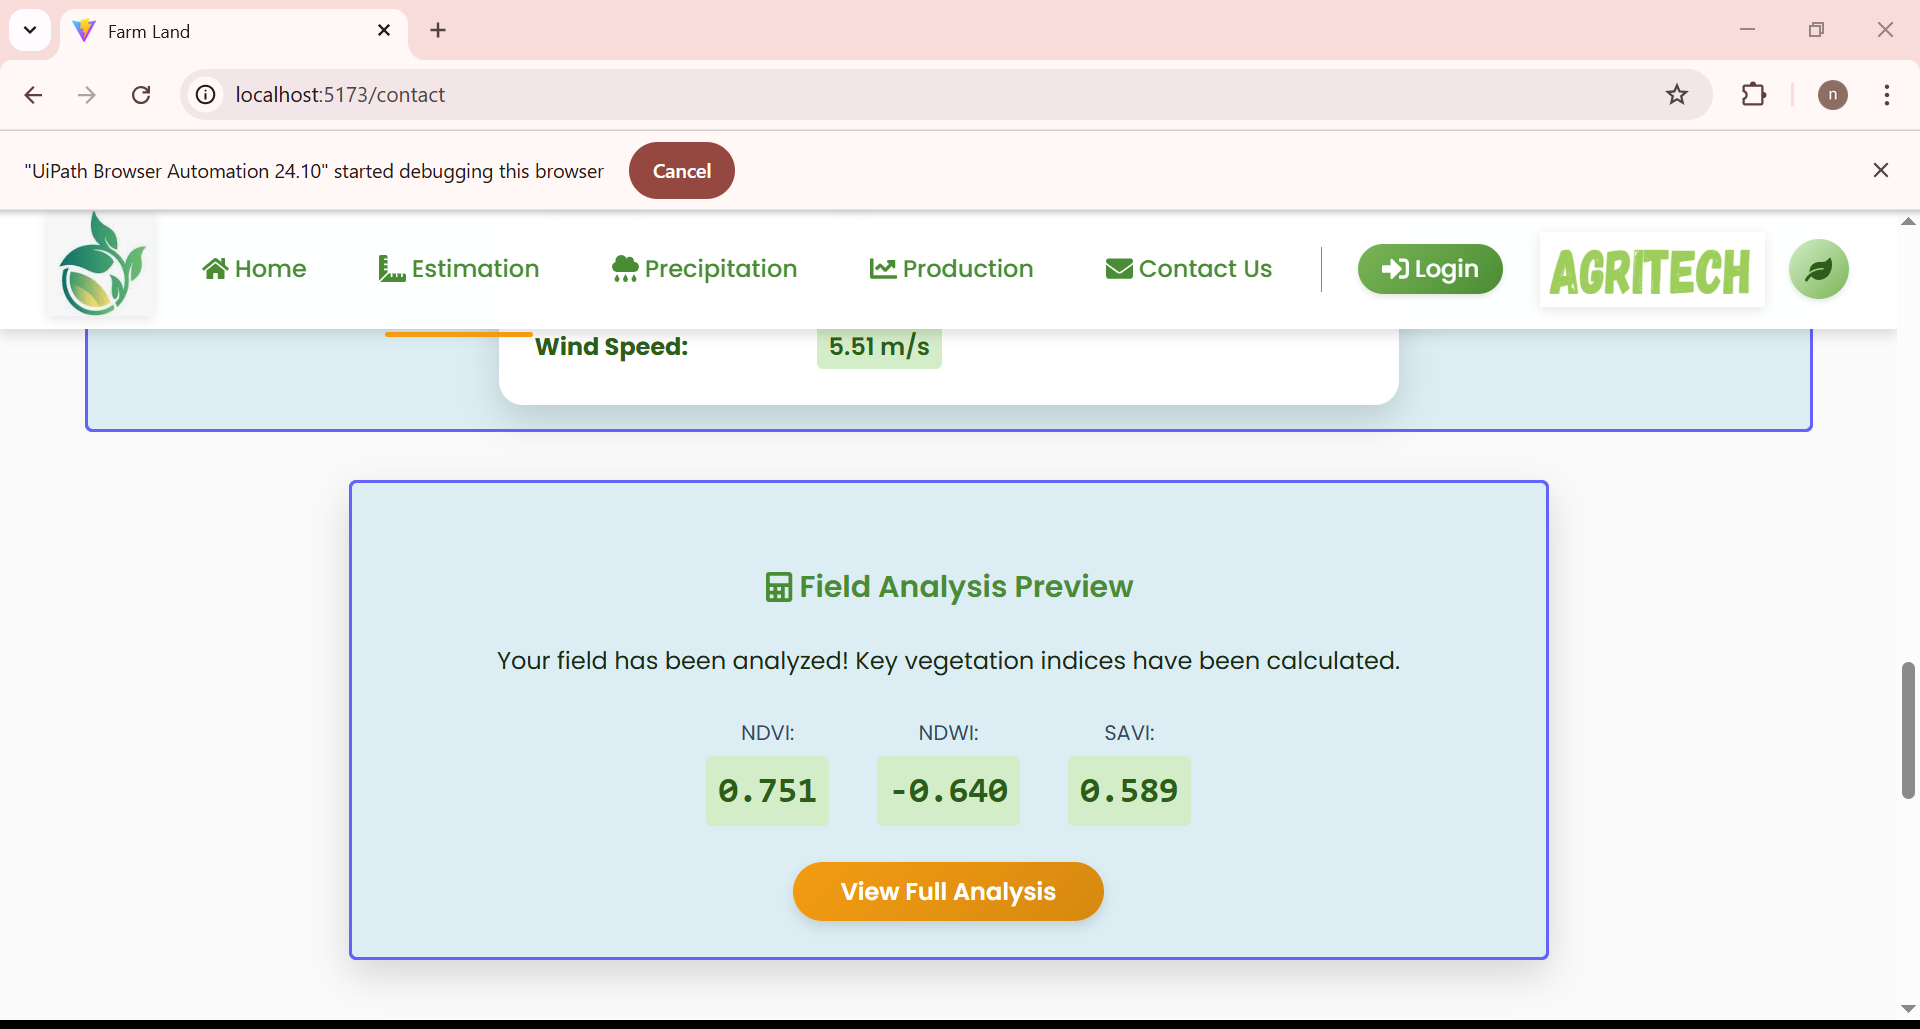 Farm Land
localhost:5173/contact
n
"UiPath Browser Automation 24.10" started debugging this browser
Cancel
Home
Estimation
Precipitation
Production
Contact Us
Login
AGRITECH
Wind Speed:
5.51 m/s
Field Analysis Preview
Your field has been analyzed! Key vegetation indices have been calculated.
NDVI:
NDWI:
SAVI:
0.751
-0.640
0.589
View Full Analysis